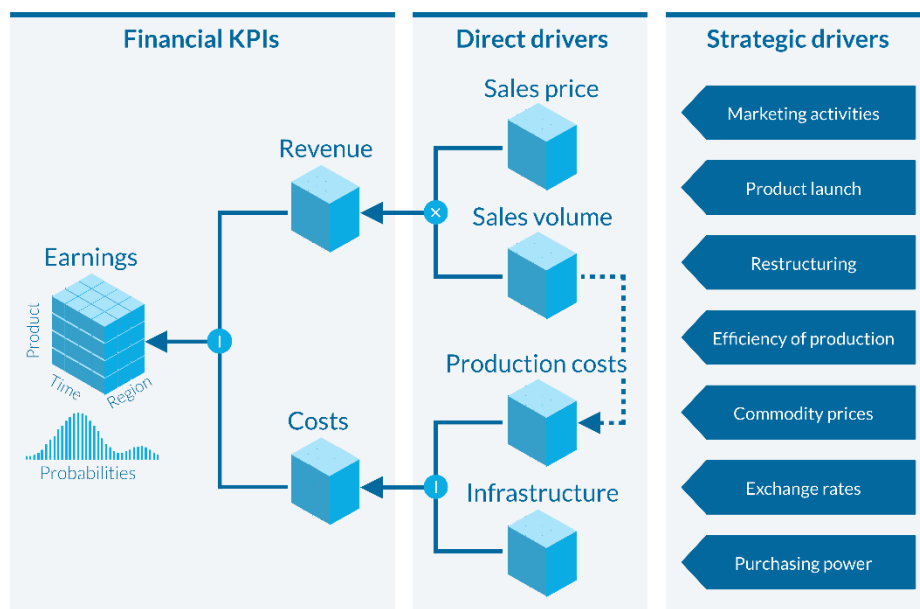 Financial KPIs
Direct drivers
Strategic drivers
Revenue
Earnings
Product
Time
Region
Probabilities
Costs
Sales price
Sales volume
×
Production costs
Infrastructure
Marketing activities
Product launch
Restructuring
Efficiency of production
Commodity prices
Exchange rates
Purchasing power